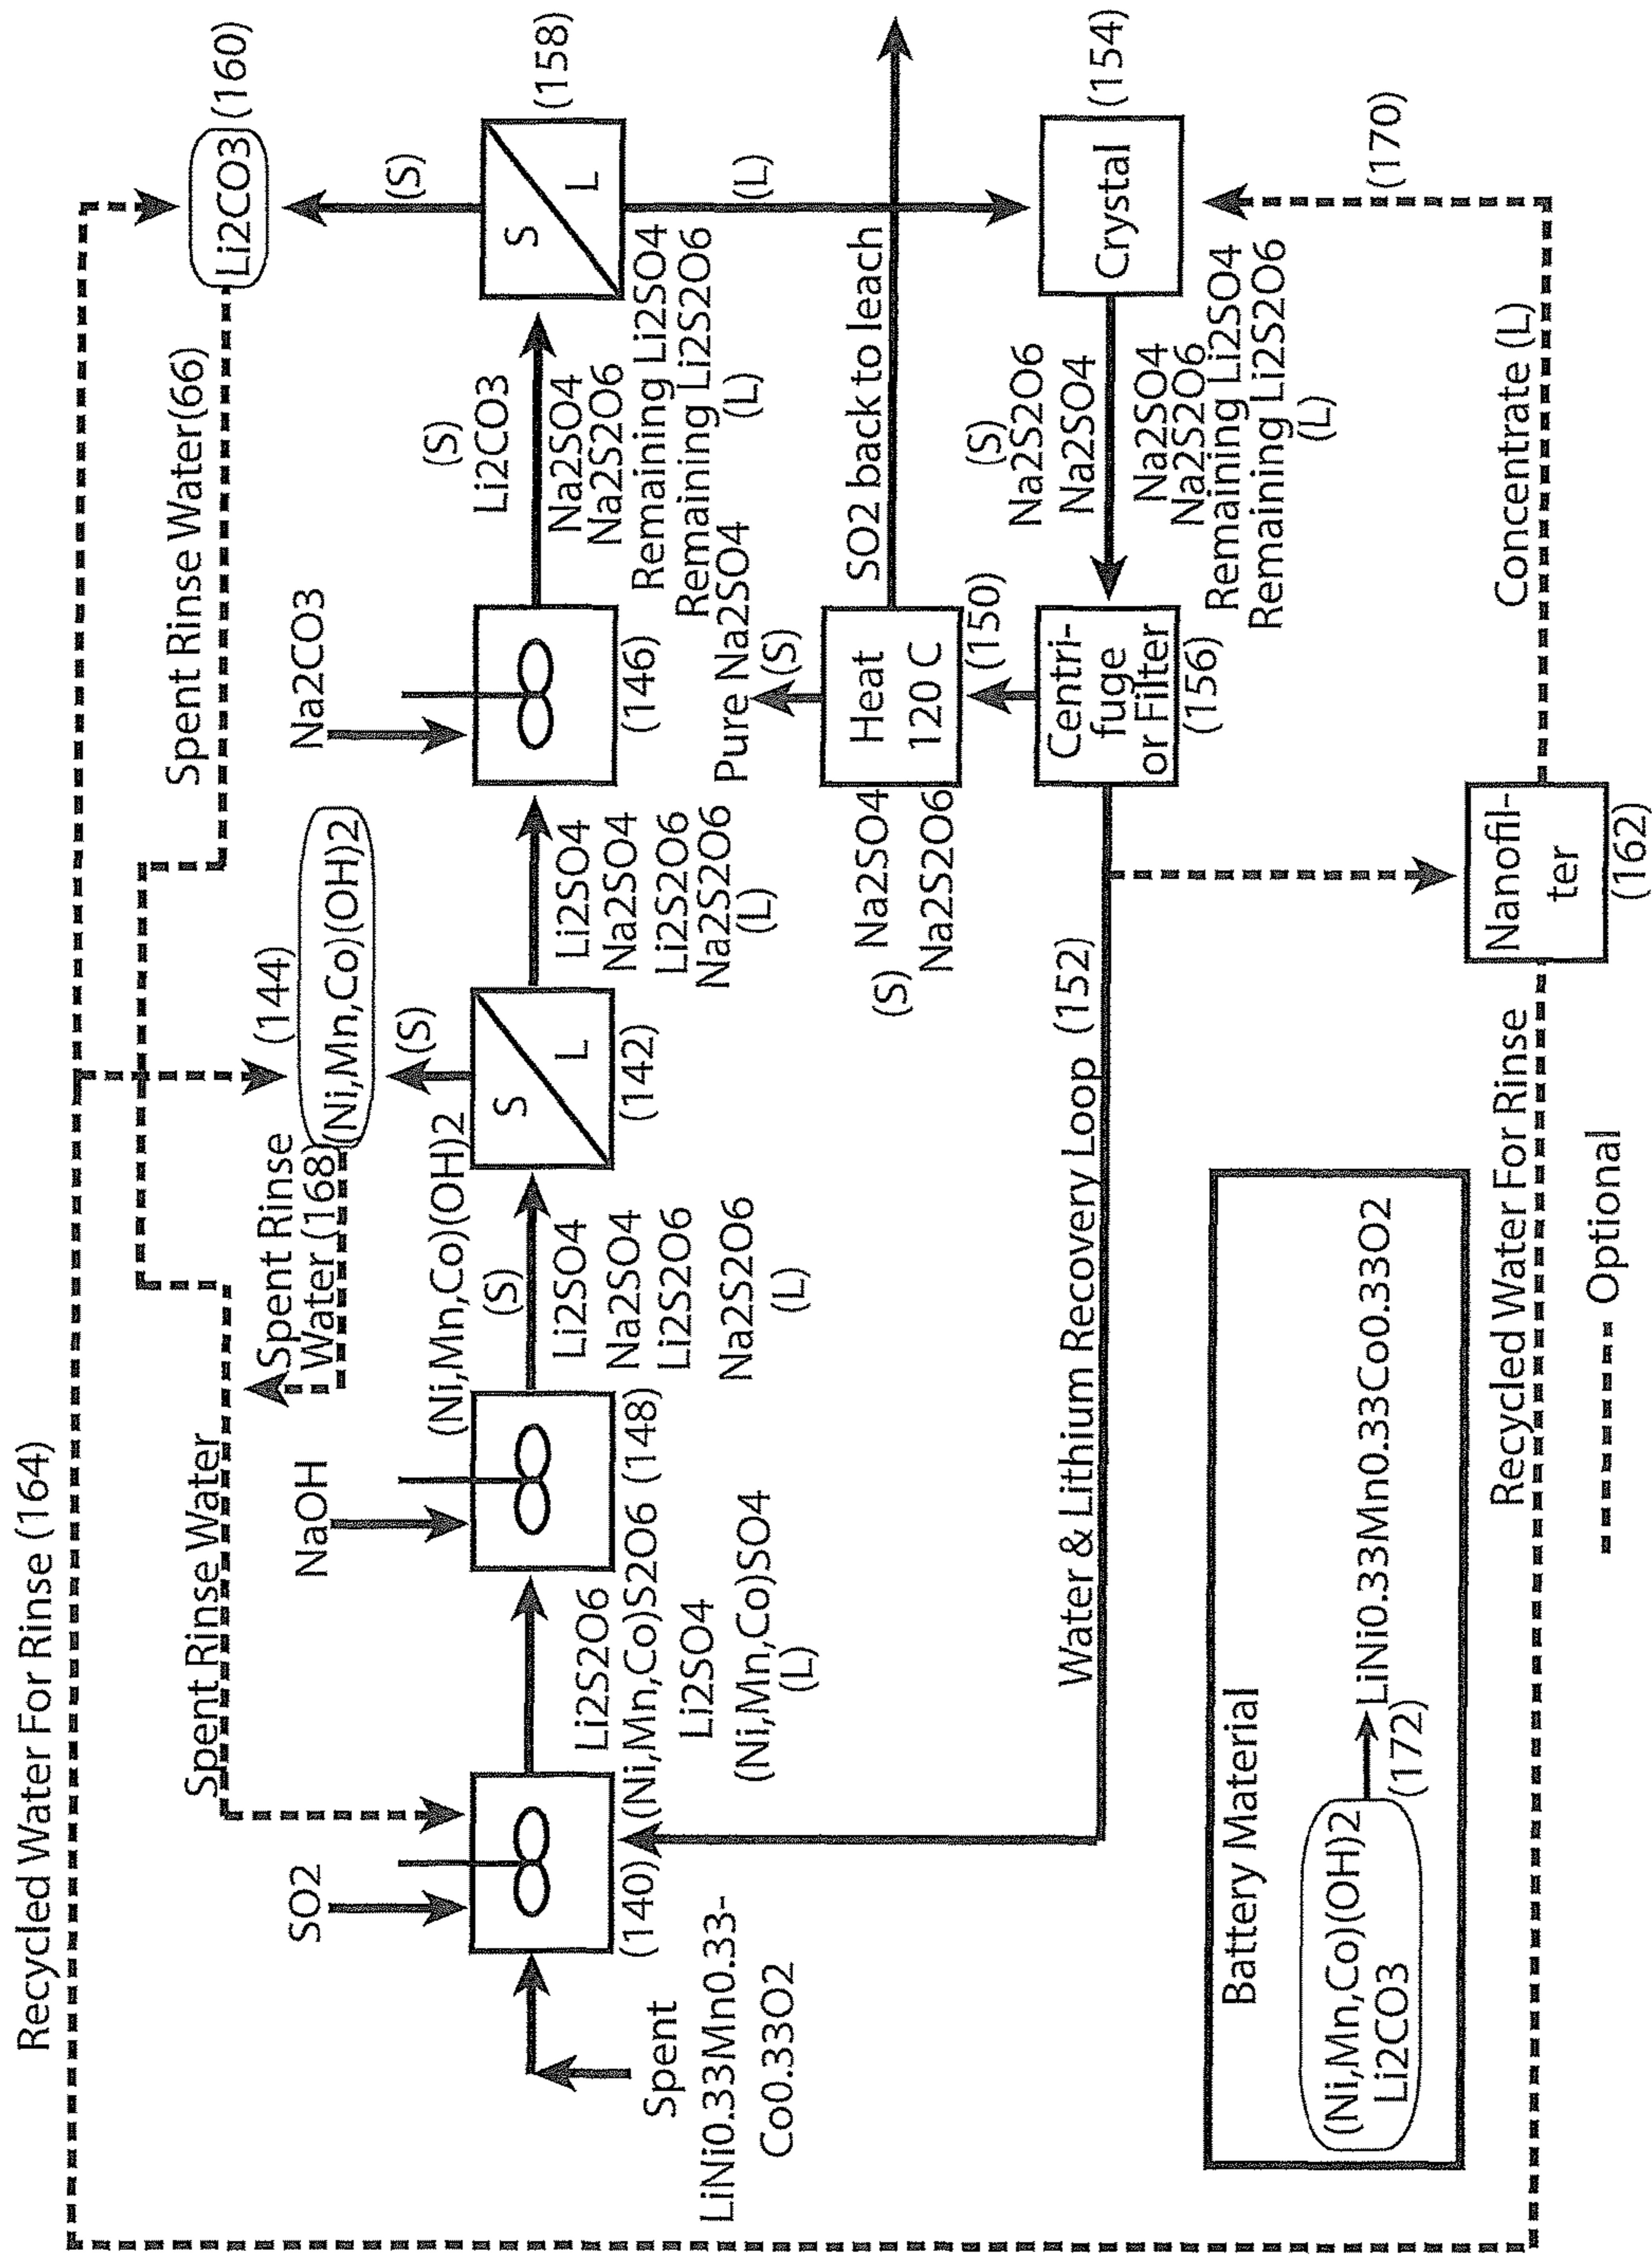 Recycled Water For Rinse (164)
Spent Rinse Water(66)
Li2CO3
(160)
Spent Rinse Water
Spent Rinse
Water (168)
(144)
(Ni,Mn,Co)(OH)2
SO2
NaOH
Na2CO3
(S)
(S)
(140)
Spent
LiNi0.33Mn0.33-
Co0.33O2
Li2S2O6
(Ni,Mn,Co)S2O6
Li2SO4
(Ni,Mn,Co)SO4
(L)
(148)
(Ni,Mn,Co)(OH)2
(S)
Li2SO4
Na2SO4
Li2S2O6
Na2S2O6
(L)
S
L
(142)
Li2SO4
Na2SO4
Li2S2O6
Na2S2O6
(L)
(146)
(S)
Li2CO3
Na2SO4
Na2S2O6
Remaining Li2SO4
Remaining Li2S2O6
(L)
S
L
(158)
(L)
Pure Na2SO4
(S)
Heat
120 C
(150)
SO2 back to leach
(S)
Na2SO4
Na2S2O6
Centri-
fuge
or Filter
(156)
(S)
Na2S2O6
Na2SO4
Na2SO4
Na2S2O6
Remaining Li2SO4
Remaining Li2S2O6
(L)
Crystal
(154)
Water & Lithium Recovery Loop (152)
(170)
Concentrate (L)
Nanofil-
ter
(162)
Recycled Water For Rinse
Battery Material
(Ni,Mn,Co)(OH)2
Li2CO3
(172)
LiNi0.33Mn0.33Co0.33O2
Optional